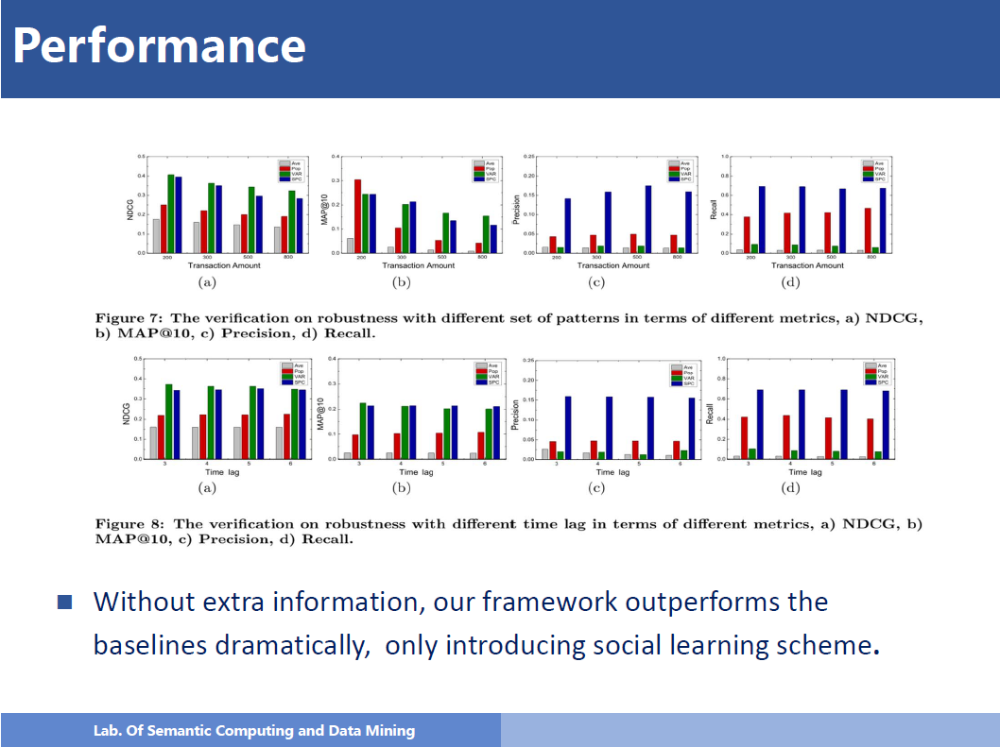 Performance
0.5
0.4
0.3
0.2
0.1
0.0
NDCG
Ave
Pop
VAR
SPC
200 300 500 800
Transaction Amount
(a)
0.4
0.3
0.2
0.1
0.0
MAP@10
Ave
Pop
VAR
SPC
200 300 500 800
Transaction Amount
(b)
0.25
0.20
0.15
0.10
0.05
0.00
Precision
Ave
Pop
VAR
SPC
200 300 500 800
Transaction Amount
(c)
1.0
0.8
0.6
0.4
0.2
0.0
Recall
Ave
Pop
VAR
SPC
200 300 500 800
Transaction Amount
(d)
Figure 7: The verification on robustness with different set of patterns in terms of different metrics, a) NDCG,
b) MAP@10, c) Precision, d) Recall.
0.5
0.4
0.3
0.2
0.1
0.0
NDCG
Ave
Pop
VAR
SPC
3 4 5 6
Time lag
(a)
0.4
0.3
0.2
0.1
0.0
MAP@10
Ave
Pop
VAR
SPC
3 4 5 6
Time lag
(b)
0.25
0.20
0.15
0.10
0.05
0.00
Precision
Ave
Pop
VAR
SPC
3 4 5 6
Time lag
(c)
1.0
0.8
0.6
0.4
0.2
0.0
Recall
Ave
Pop
VAR
SPC
3 4 5 6
Time lag
(d)
Figure 8: The verification on robustness with different time lag in terms of different metrics, a) NDCG, b)
MAP@10, c) Precision, d) Recall.
Without extra information, our framework outperforms the
baselines dramatically, only introducing social learning scheme.
Lab. Of Semantic Computing and Data Mining